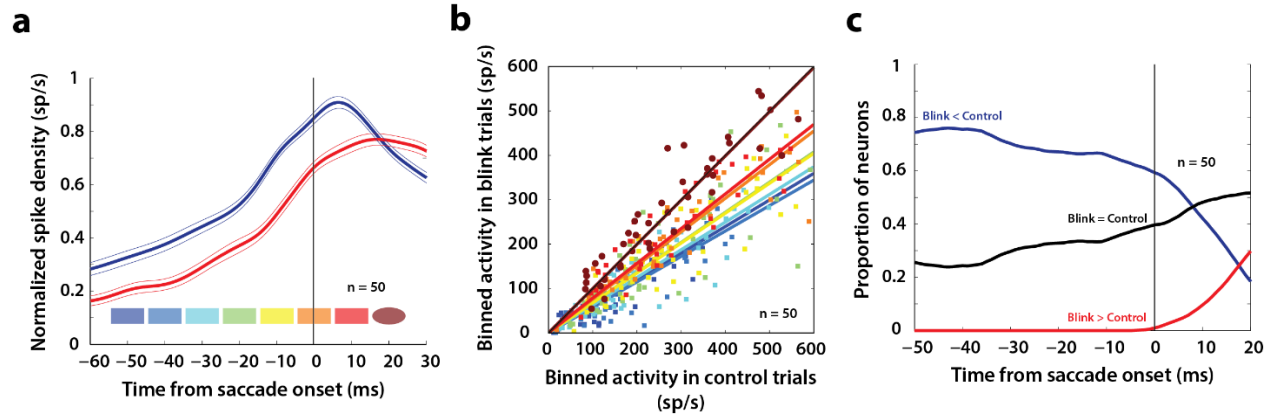 a
Normalized spike density (sp/s)
1
0.8
0.6
0.4
0.2
0
n = 50
−60 −50 −40 −30 −20 −10 0 10 20 30
Time from saccade onset (ms)
b
Binned activity in blink trials (sp/s)
600
500
400
300
200
100
0
n = 50
0 100 200 300 400 500 600
Binned activity in control trials
(sp/s)
c
Proportion of neurons
1
0.8
0.6
0.4
0.2
0
Blink < Control
n = 50
Blink = Control
Blink > Control
−50 −40 −30 −20 −10 0 10 20
Time from saccade onset (ms)